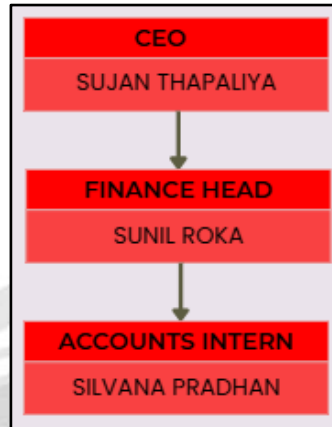 CEO
SUJAN THAPALIYA
FINANCE HEAD
SUNIL ROKA
ACCOUNTS INTERN
SILVANA PRADHAN